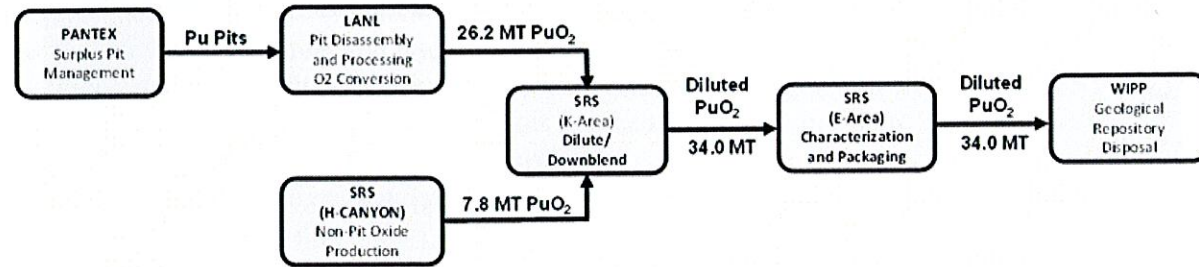 PANTEX
Surplus Pit
Management
Pu Pits
LANL
Pit Disassembly
and Processing
O2 Conversion
26.2 MT PuO₂
SRS
(H-CANYON)
Non-Pit Oxide
Production
7.8 MT PuO₂
SRS
(K-Area)
Dilute/
Downblend
Diluted
PuO₂
34.0 MT
SRS
(E-Area)
Characterization
and Packaging
Diluted
PuO₂
34.0 MT
WIPP
Geological
Repository
Disposal